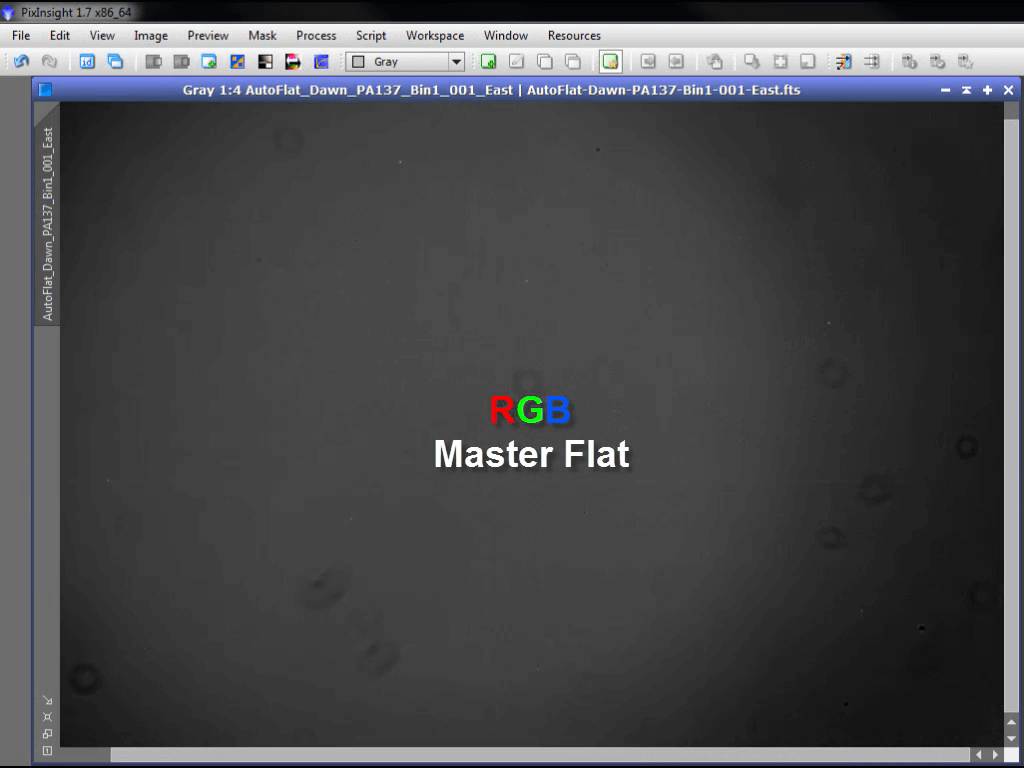 PixInsight 1.7 x86_64
File Edit View Image Preview Mask Process Script Workspace Window Resources
id Gray
Gray 1:4 AutoFlat_Dawn_PA137_Bin1_001_East | AutoFlat-Dawn-PA137-Bin1-001-East.fts
AutoFlat_Dawn_PA137_Bin1_001_East
RGB
Master Flat